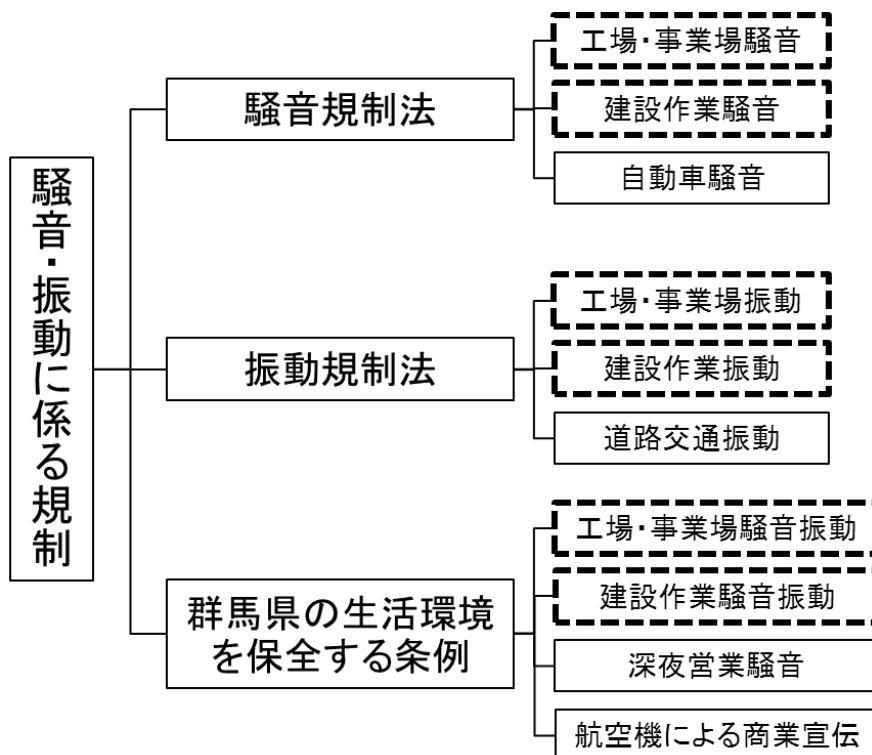 騒音・振動に係る規制
騒音規制法
工場・事業場騒音
建設作業騒音
自動車騒音
振動規制法
工場・事業場振動
建設作業振動
道路交通振動
群馬県の生活環境
を保全する条例
工場・事業場騒音振動
建設作業騒音振動
深夜営業騒音
航空機による商業宣伝